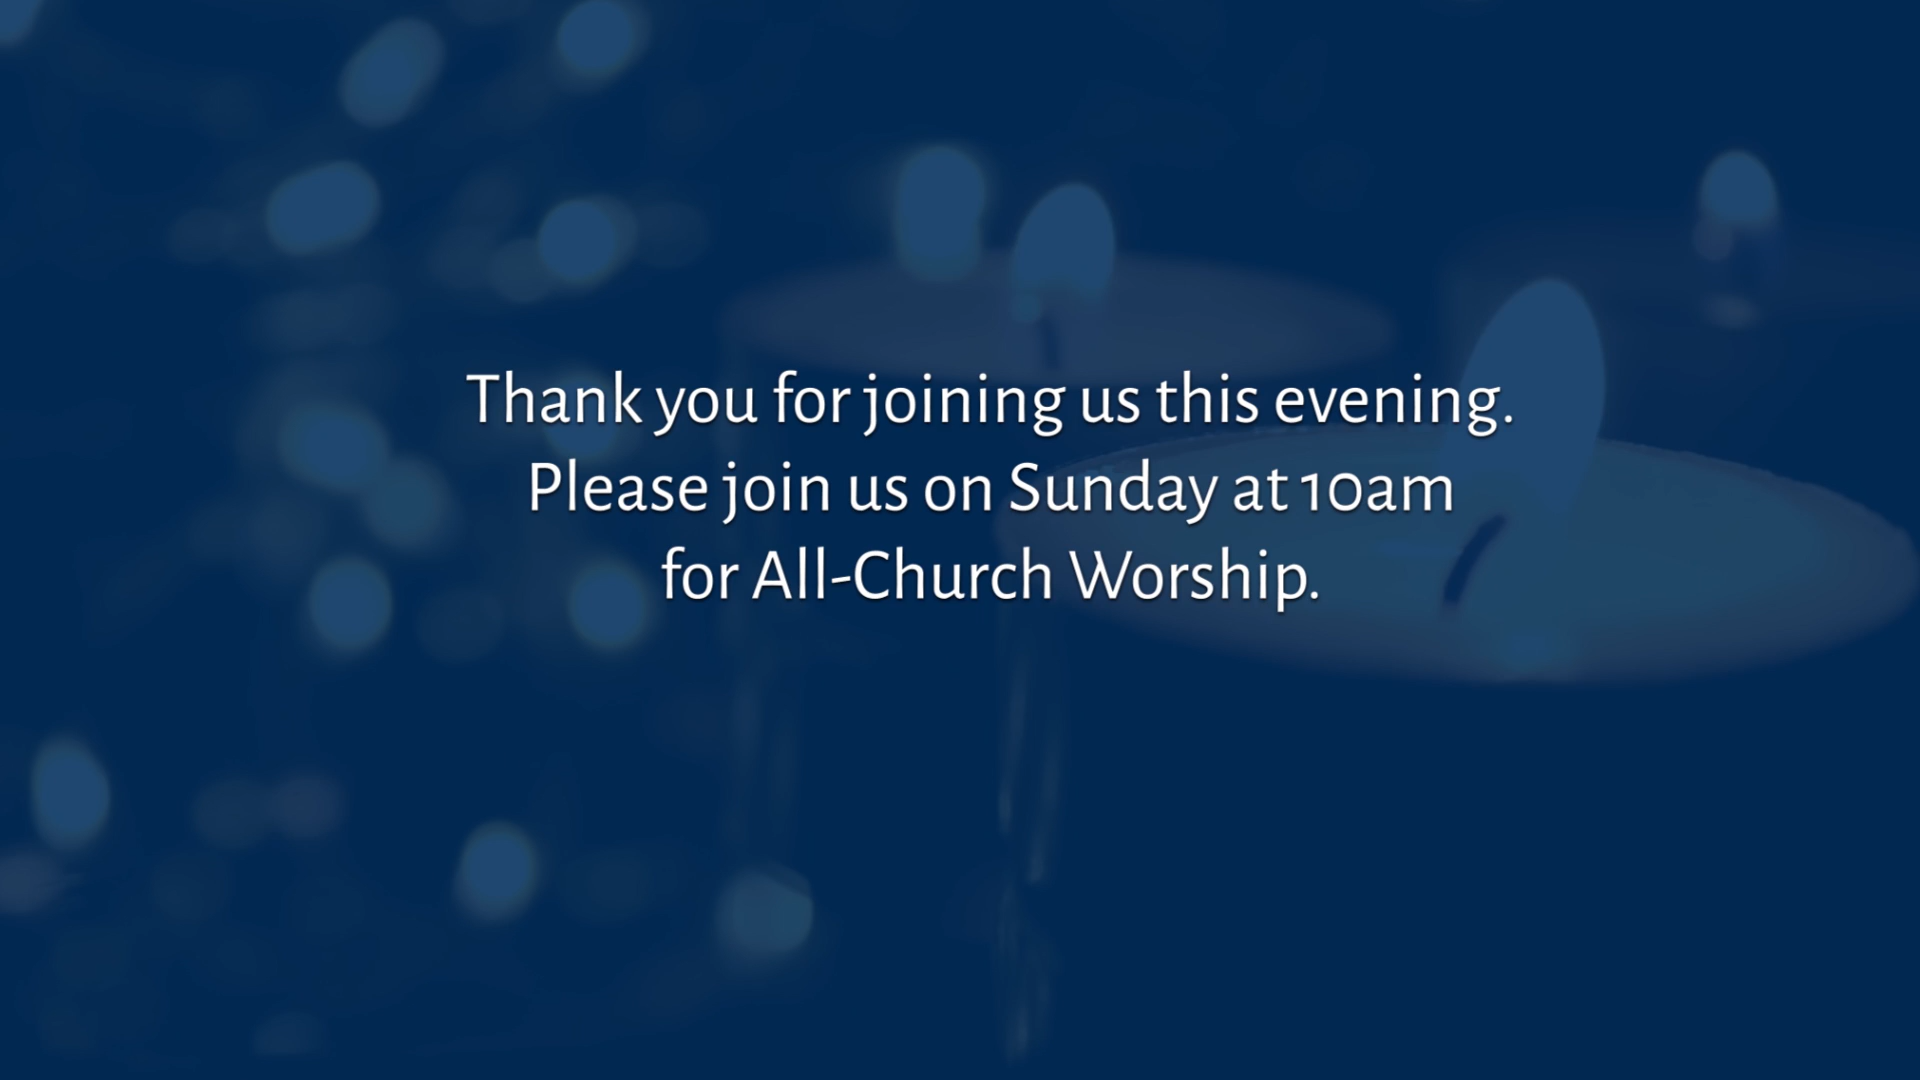 Thank you for joining us this evening.
Please join us on Sunday at 10am
for All-Church Worship.